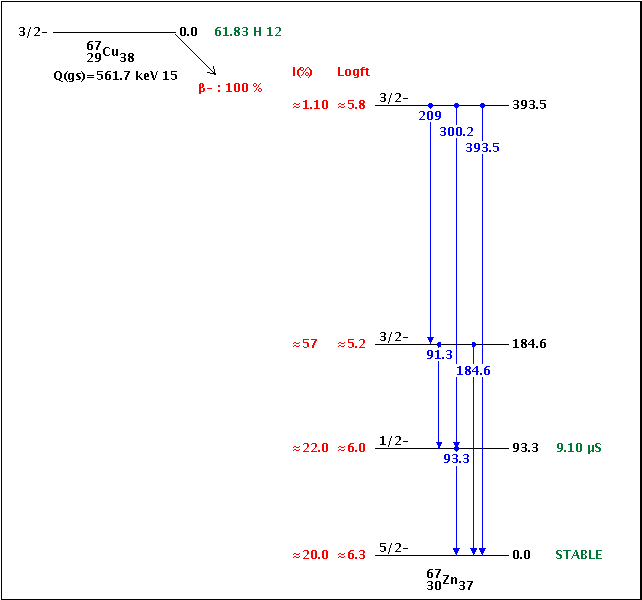 3/2− 0.0 61.83 H 12
67
29Cu38
Q(gs)=561.7 keV 15
β− : 100 %
I(%) Logft
≈1.10 ≈5.8 3/2− 393.5
209
300.2
393.5
≈57 ≈5.2 3/2− 184.6
91.3
184.6
≈22.0 ≈6.0 1/2− 93.3 9.10 µS
93.3
≈20.0 ≈6.3 5/2− 0.0 STABLE
67
30Zn37